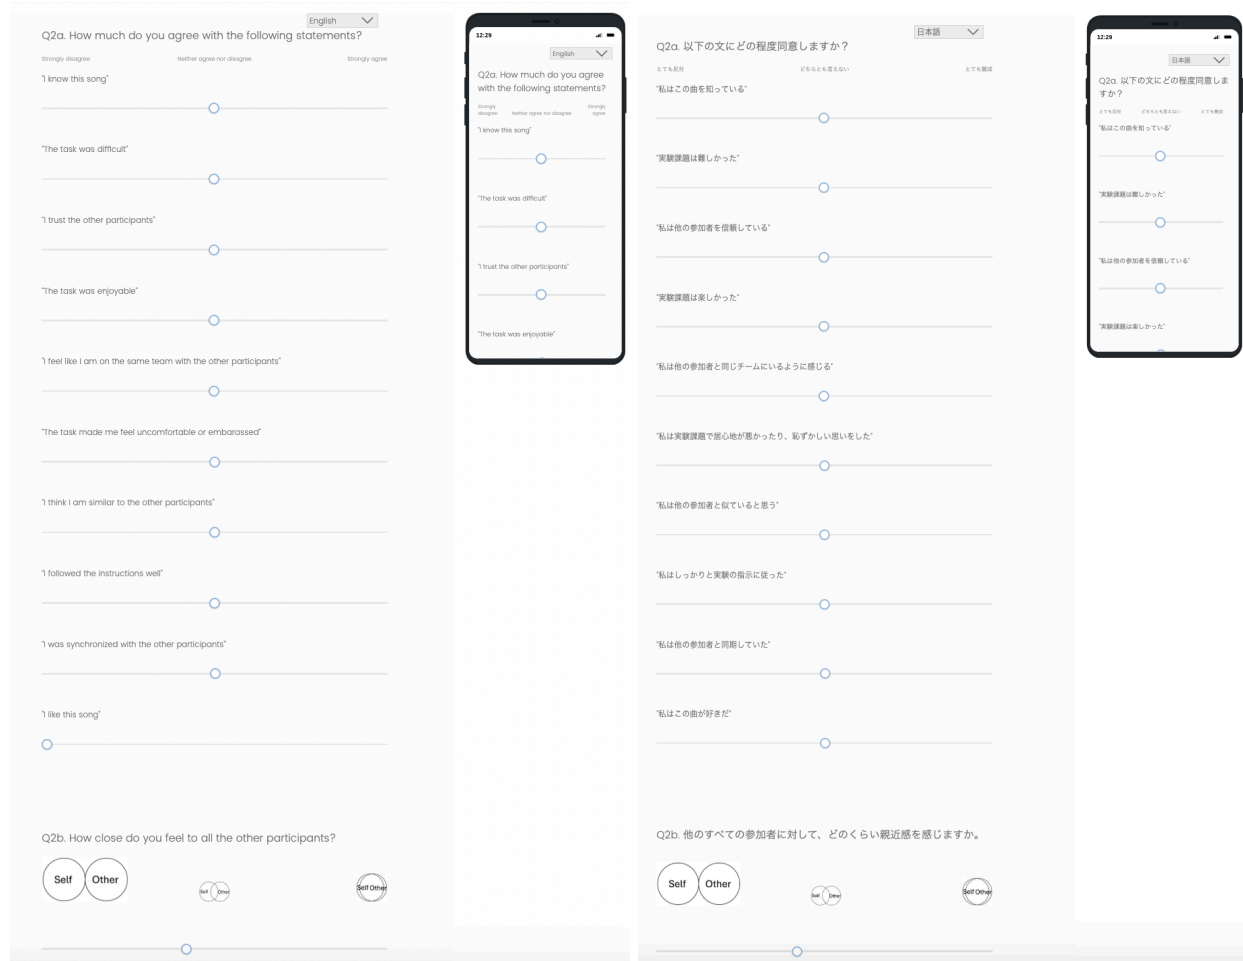 English
Q2a. How much do you agree with the following statements?
Strongly disagree Neither agree nor disagree Strongly agree
"I know this song"
"The task was difficult"
"I trust the other participants"
"The task was enjoyable"
"I feel like I am on the same team with the other participants"
"The task made me feel uncomfortable or embarassed"
"I think I am similar to the other participants"
"I followed the instructions well"
"I was synchronized with the other participants"
"I like this song"
Q2b. How close do you feel to all the other participants?
Self Other
Self Other
Self Other
12:29
English
Q2a. How much do you agree
with the following statements?
Strongly
disagree Neither agree nor disagree Strongly
agree
"I know this song"
"The task was difficult"
"I trust the other participants"
"The task was enjoyable"
日本語
Q2a. 以下の文にどの程度同意しますか？
とても反対 どちらとも言えない とても賛成
"私はこの曲を知っている"
"実験課題は難しかった"
"私は他の参加者を信頼している"
"実験課題は楽しかった"
"私は他の参加者と同じチームにいるように感じる"
"私は実験課題で居心地が悪かったり、恥ずかしい思いをした"
"私は他の参加者と似ていると思う"
"私はしっかりと実験の指示に従った"
"私は他の参加者と同期していた"
"私はこの曲が好きだ"
Q2b. 他のすべての参加者に対して、どのくらい親近感を感じますか。
Self Other
Self Other
Self Other
12:29
日本語
Q2a. 以下の文にどの程度同意しま
すか？
とても反対 どちらとも言えない とても賛成
"私はこの曲を知っている"
"実験課題は難しかった"
"私は他の参加者を信頼している"
"実験課題は楽しかった"